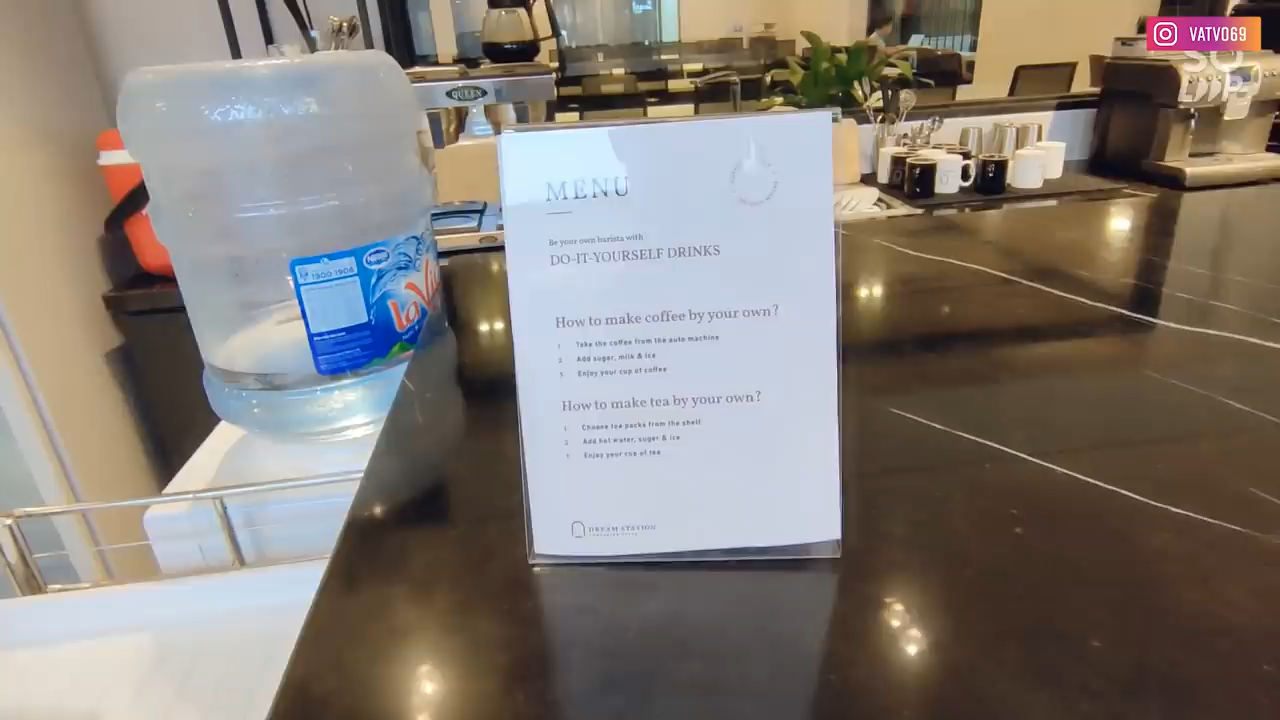 VATV069
QUEEN
Nestlé
1900 1906
La Vie
MENU
Be your own barista with
DO-IT-YOURSELF DRINKS
How to make coffee by your own?
1. Take the coffee from the auto machine
2. Add sugar, milk & ice
3. Enjoy your cup of coffee
How to make tea by your own?
1. Choose tea packs from the shelf
2. Add hot water, sugar & ice
3. Enjoy your cup of tea
DREAM STATION